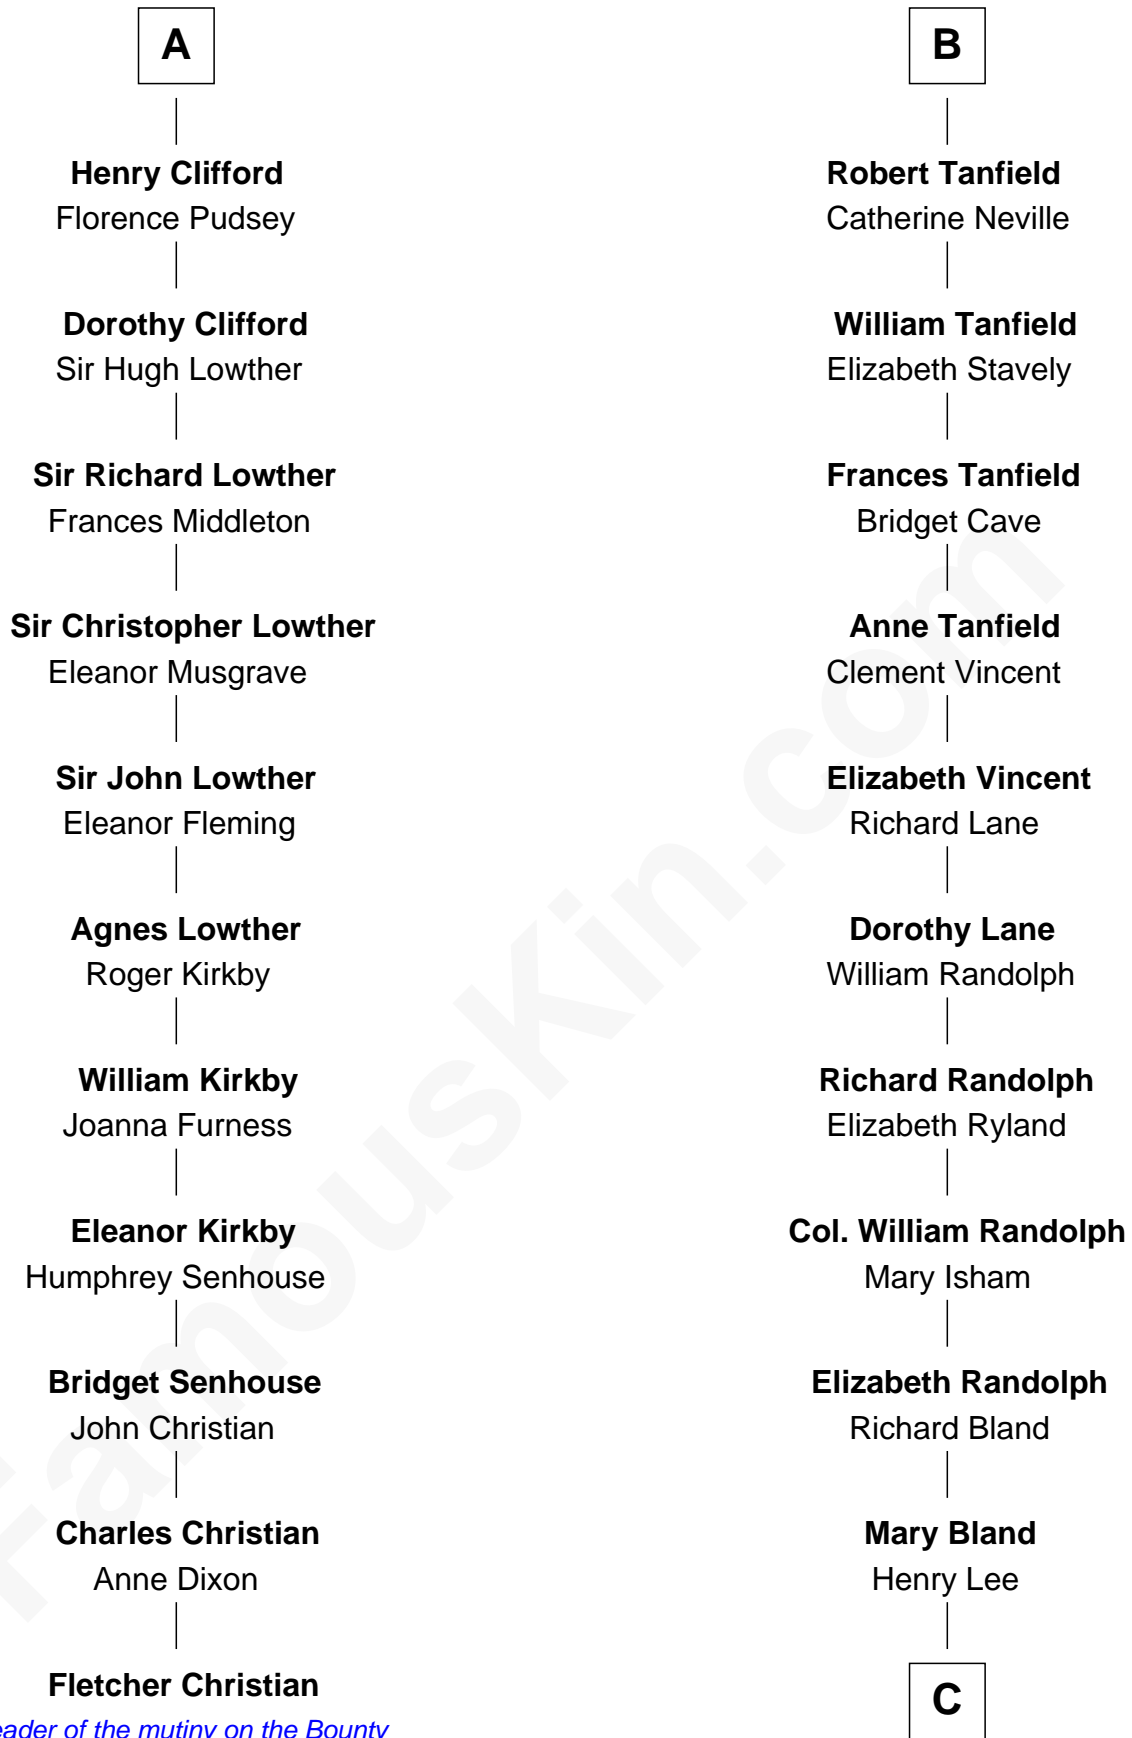 A
Henry Clifford
Florence Pudsey
Dorothy Clifford
Sir Hugh Lowther
Sir Richard Lowther
Frances Middleton
Sir Christopher Lowther
Eleanor Musgrave
Sir John Lowther
Eleanor Fleming
Agnes Lowther
Roger Kirkby
William Kirkby
Joanna Furness
Eleanor Kirkby
Humphrey Senhouse
Bridget Senhouse
John Christian
Charles Christian
Anne Dixon
Fletcher Christian
eader of the mutiny on the Bounty
B
Robert Tanfield
Catherine Neville
William Tanfield
Elizabeth Stavely
Frances Tanfield
Bridget Cave
Anne Tanfield
Clement Vincent
Elizabeth Vincent
Richard Lane
Dorothy Lane
William Randolph
Richard Randolph
Elizabeth Ryland
Col. William Randolph
Mary Isham
Elizabeth Randolph
Richard Bland
Mary Bland
Henry Lee
C
FamousKin.com